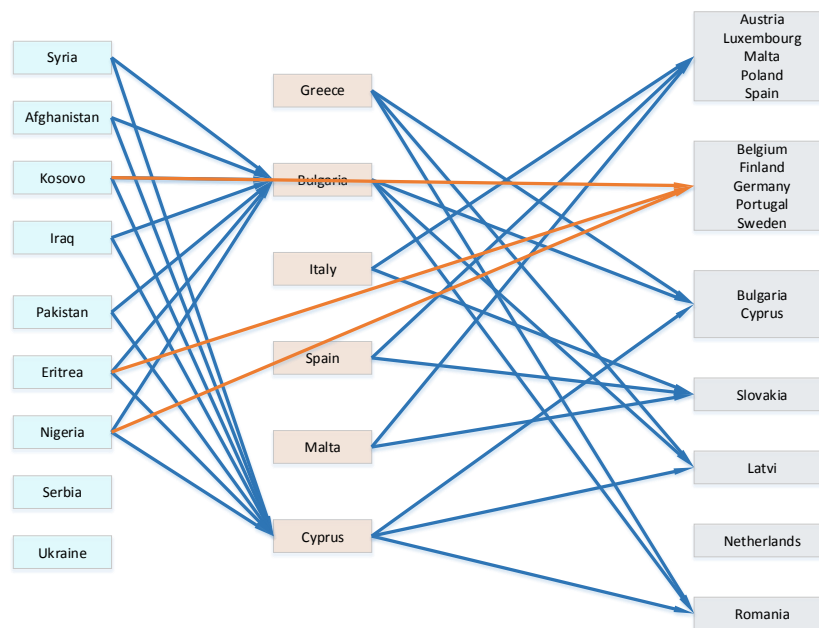 Syria
Afghanistan
Kosovo
Iraq
Pakistan
Eritrea
Nigeria
Serbia
Ukraine
Greece
Bulgaria
Italy
Spain
Malta
Cyprus
Austria
Luxembourg
Malta
Poland
Spain
Belgium
Finland
Germany
Portugal
Sweden
Bulgaria
Cyprus
Slovakia
Latvi
Netherlands
Romania